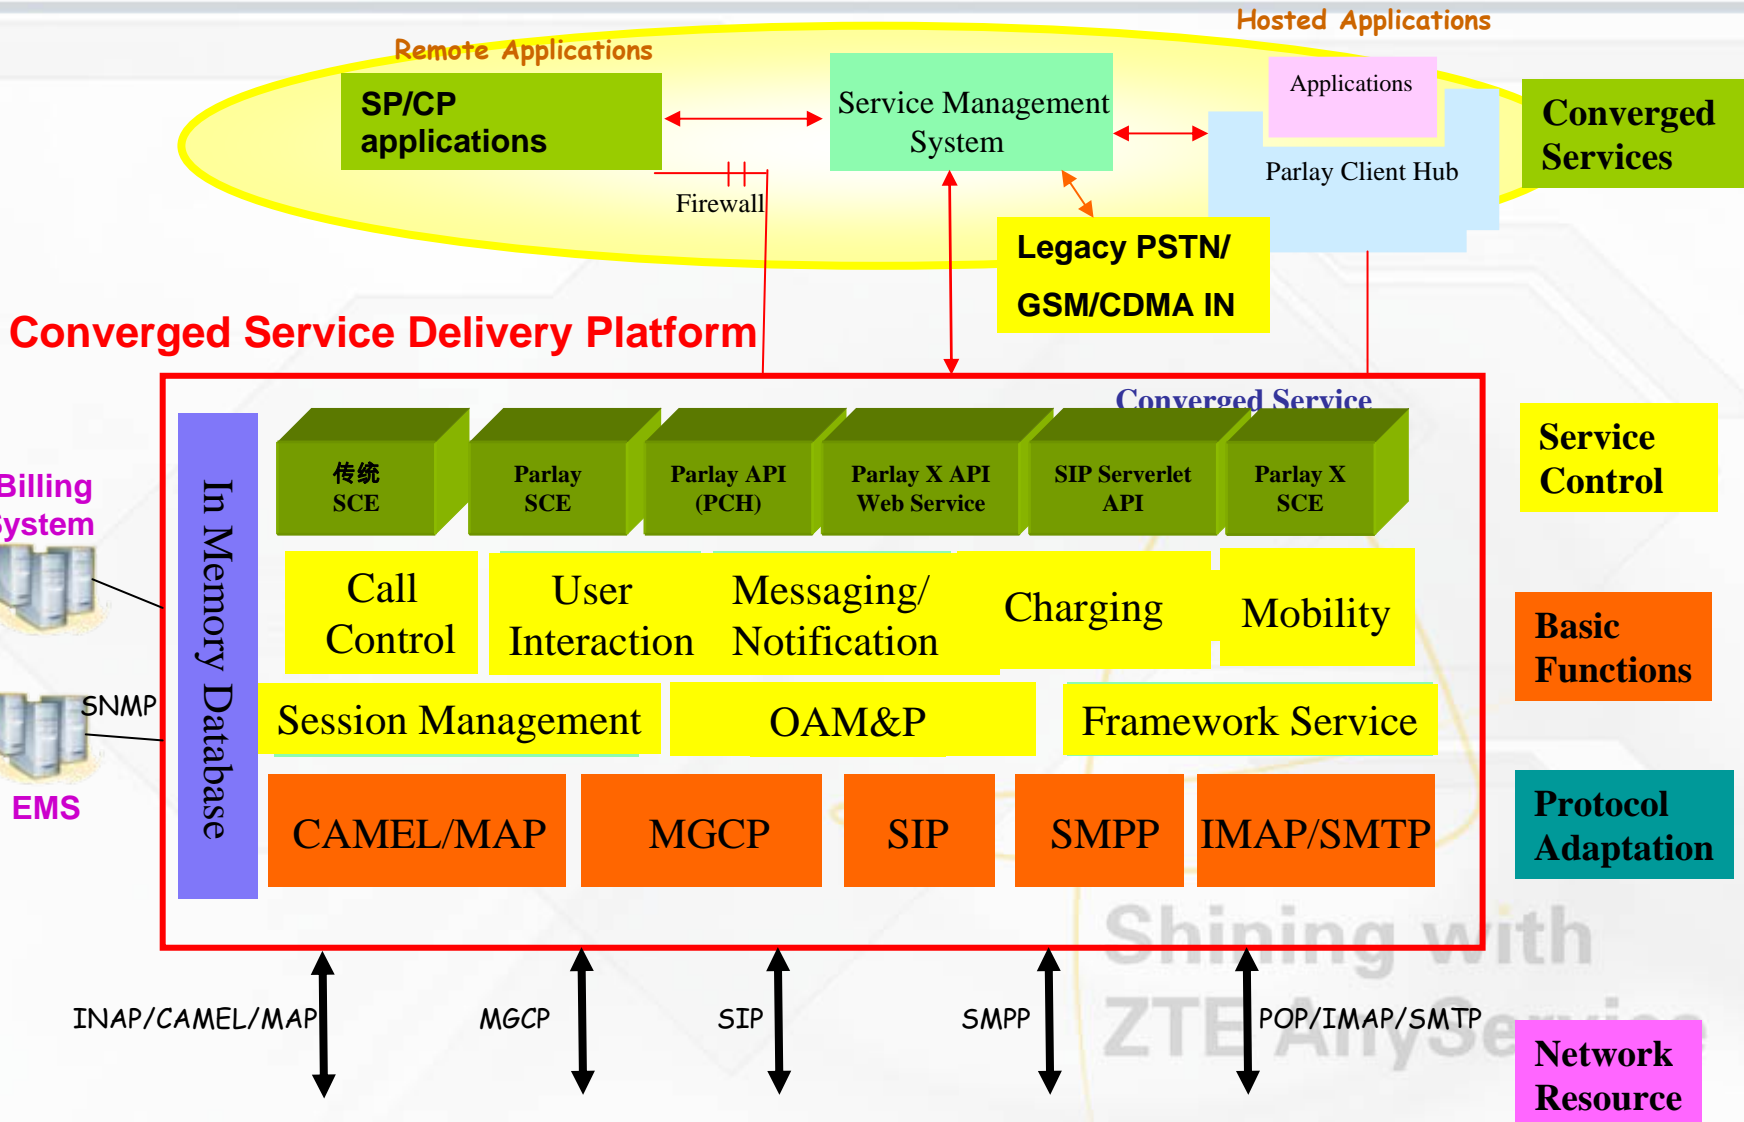 Hosted Applications
Remote Applications
SP/CP
applications
Service Management
System
Applications
Parlay Client Hub
Converged
Services
Firewall
Legacy PSTN/
GSM/CDMA IN
Converged Service Delivery Platform
Converged Service
传统
SCE
Parlay
SCE
Parlay API
(PCH)
Parlay X API
Web Service
SIP Serverlet
API
Parlay X
SCE
Service
Control
Billing
System
In Memory Database
Call
Control
User
Interaction
Messaging/
Notification
Charging
Mobility
Basic
Functions
SNMP
Session Management
OAM&P
Framework Service
EMS
CAMEL/MAP
MGCP
SIP
SMPP
IMAP/SMTP
Protocol
Adaptation
Shining with
ZTE AnyService
INAP/CAMEL/MAP
MGCP
SIP
SMPP
POP/IMAP/SMTP
Network
Resource